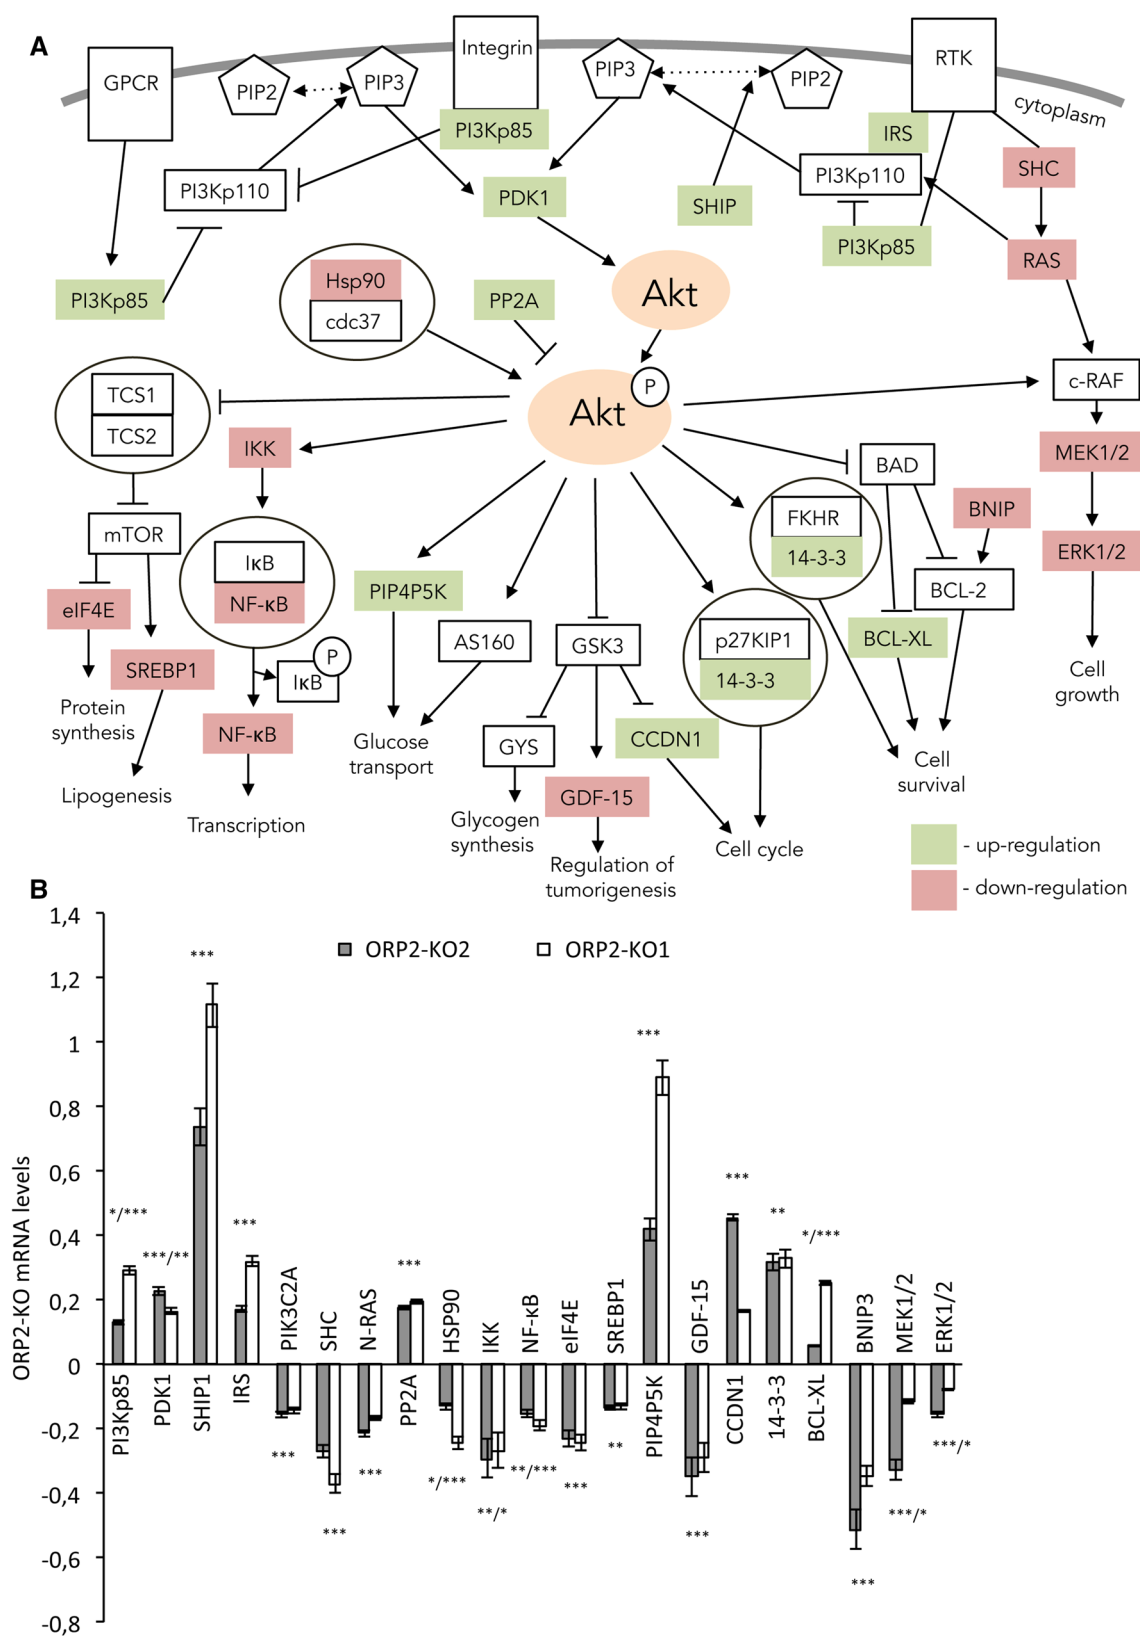 A
GPCR
PIP2
PIP3
Integrin
PIP3
PIP2
RTK
cytoplasm
PI3Kp85
IRS
PI3Kp110
PDK1
SHIP
PI3Kp110
SHC
PI3Kp85
RAS
PI3Kp85
Hsp90
cdc37
PP2A
Akt
Akt
P
c-RAF
TCS1
TCS2
IKK
BAD
MEK1/2
mTOR
FKHR
14-3-3
BNIP
ERK1/2
IκB
NF-κB
PIP4P5K
BCL-2
eIF4E
AS160
GSK3
p27KIP1
14-3-3
BCL-XL
SREBP1
P
IκB
Cell
growth
Protein
synthesis
NF-κB
Glucose
transport
GYS
CCDN1
Cell
survival
Lipogenesis
GDF-15
Transcription
Glycogen
synthesis
Cell cycle
Regulation of
tumorigenesis
- up-regulation
- down-regulation
B
ORP2-KO mRNA levels
1,4
1,2
1
0,8
0,6
0,4
0,2
0
-0,2
-0,4
-0,6
-0,8
ORP2-KO2
ORP2-KO1
*/***
***/**
***
***
***
***
***
***
*/***
**/*
**/***
***
**
***
***
***
**
*/***
***
***/*
***/*
PI3Kp85
PDK1
SHIP1
IRS
PIK3C2A
SHC
N-RAS
PP2A
HSP90
IKK
NF-κB
eIF4E
SREBP1
PIP4P5K
GDF-15
CCDN1
14-3-3
BCL-XL
BNIP3
MEK1/2
ERK1/2